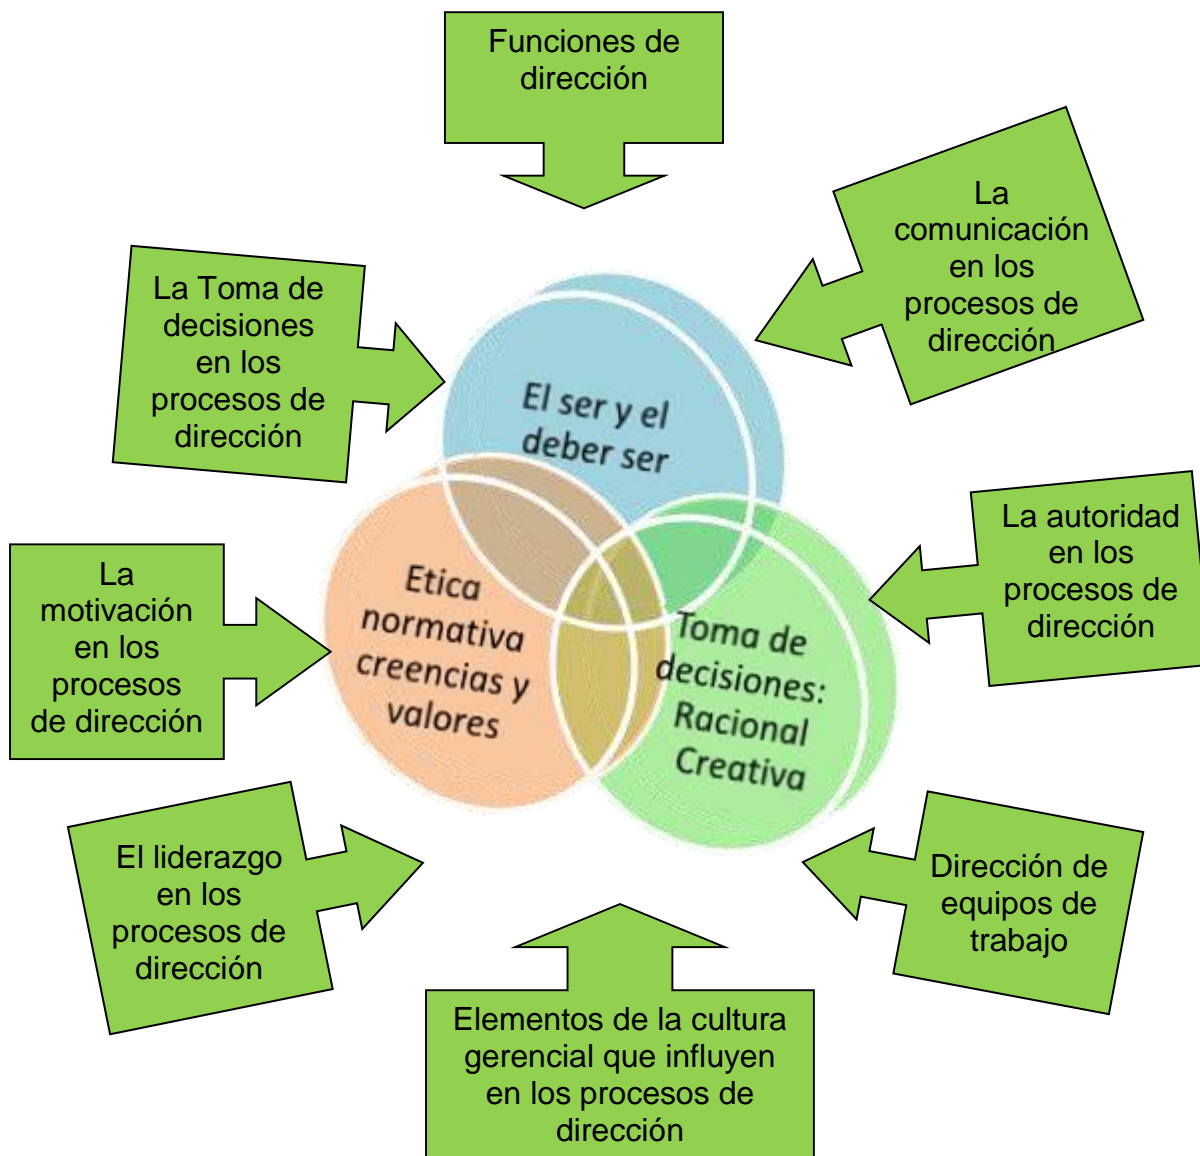 Funciones de
dirección
La
comunicación
en los
procesos de
dirección
La Toma de
decisiones
en los
procesos de
dirección
El ser y el
deber ser
La autoridad
en los
procesos de
dirección
La
motivación
en los
procesos
de dirección
Etica
normativa
creencias y
valores
Toma de
decisiones:
Racional
Creativa
El liderazgo
en los
procesos de
dirección
Dirección de
equipos de
trabajo
Elementos de la cultura
gerencial que influyen
en los procesos de
dirección